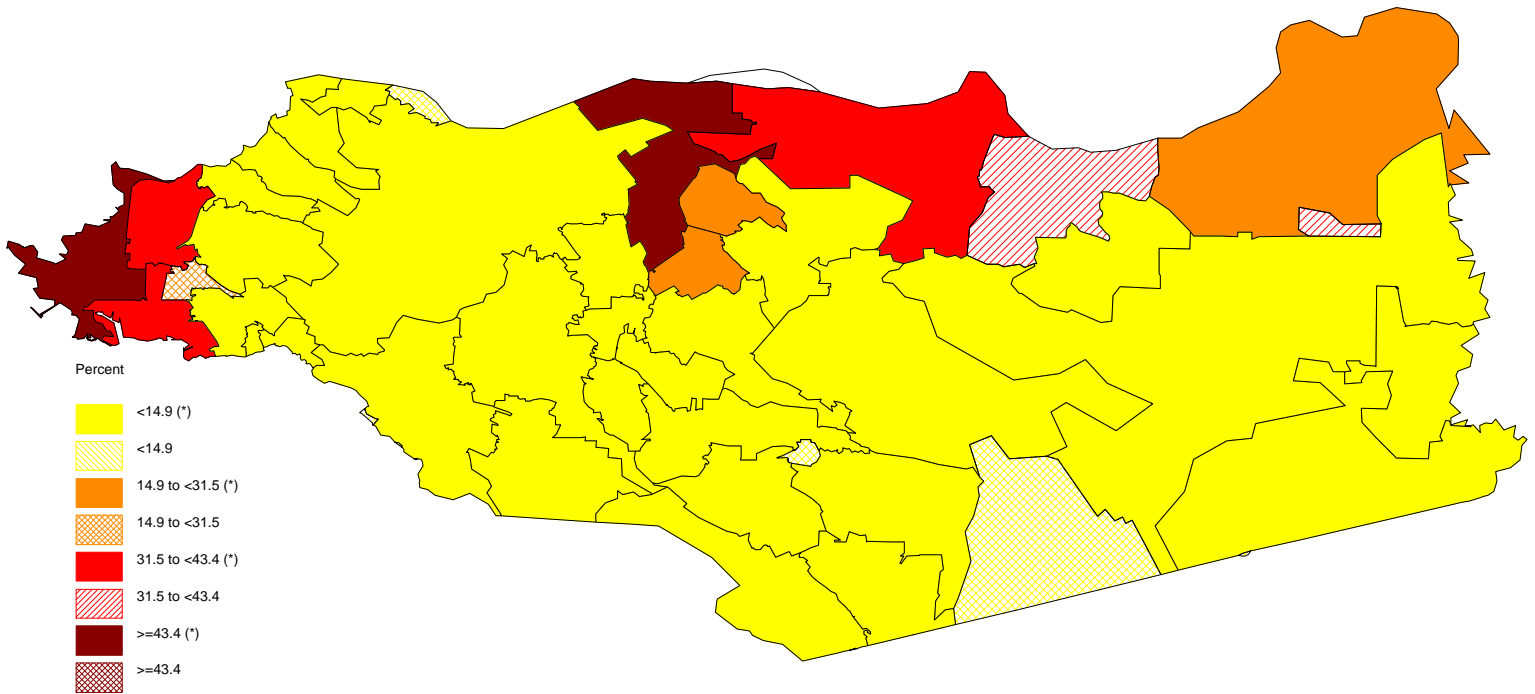 Percent
<14.9 (*)
<14.9
14.9 to <31.5 (*)
14.9 to <31.5
31.5 to <43.4 (*)
31.5 to <43.4
>=43.4 (*)
>=43.4